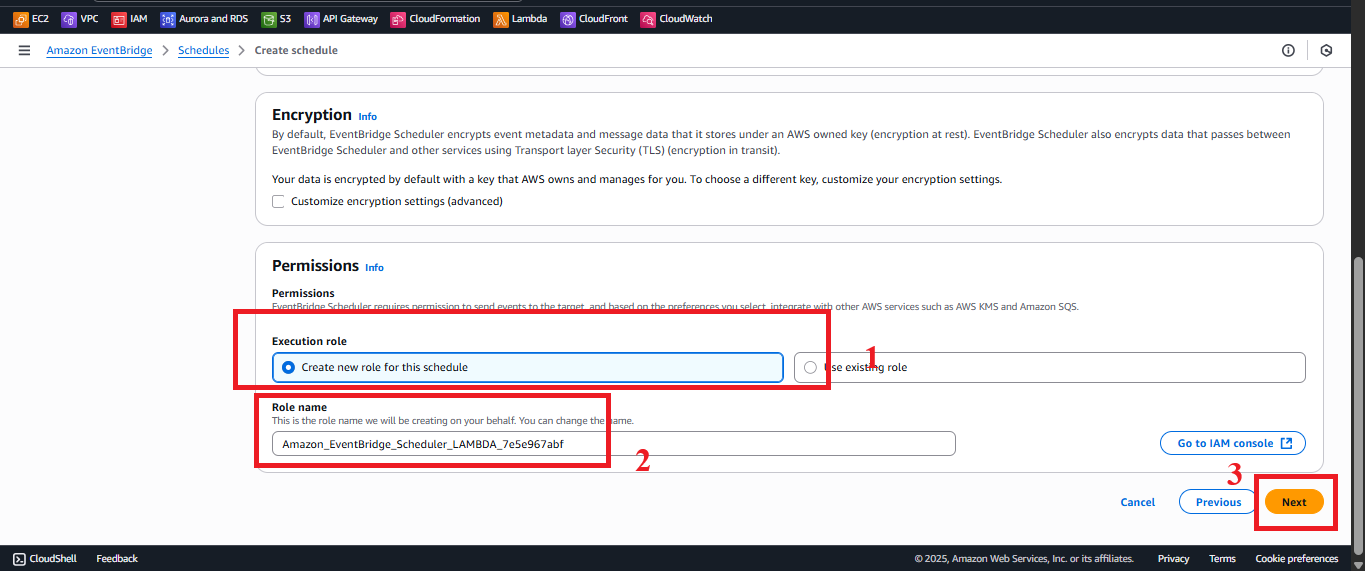 EC2 VPC IAM Aurora and RDS S3 API Gateway CloudFormation Lambda CloudFront CloudWatch
Amazon EventBridge > Schedules > Create schedule
Encryption Info
By default, EventBridge Scheduler encrypts event metadata and message data that it stores under an AWS owned key (encryption at rest). EventBridge Scheduler also encrypts data that passes between
EventBridge Scheduler and other services using Transport layer Security (TLS) (encryption in transit).
Your data is encrypted by default with a key that AWS owns and manages for you. To choose a different key, customize your encryption settings.
Customize encryption settings (advanced)
Permissions Info
Permissions
EventBridge Scheduler requires permission to send events to the target, and based on the preferences you select, integrate with other AWS services such as AWS KMS and Amazon SQS.
Execution role
Create new role for this schedule
Use existing role
1
Role name
This is the role name we will be creating on your behalf. You can change the name.
Amazon_EventBridge_Scheduler_LAMBDA_7e5e967abf
Go to IAM console
2
3
Cancel Previous Next
CloudShell Feedback © 2025, Amazon Web Services, Inc. or its affiliates. Privacy Terms Cookie preferences